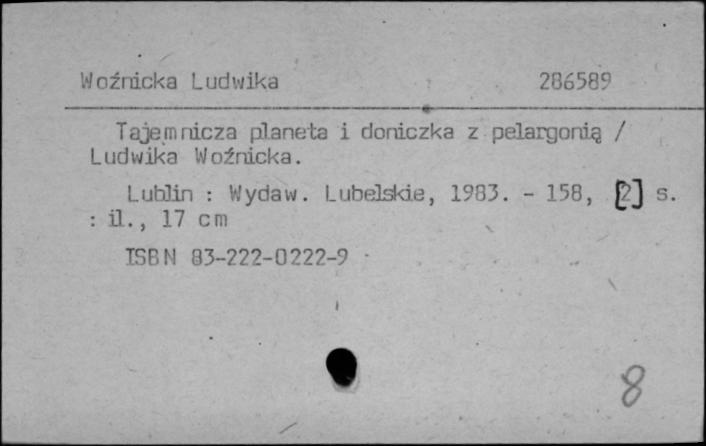 Woźnicka Ludwika 286589
Tajemnicza planeta i doniczka z pelargonią /
Ludwika Woźnicka.
Lublin : Wydaw. Lubelskie, 1983. - 158, [2] s.
: il., 17 cm
ISBN 83-222-0222-9
8